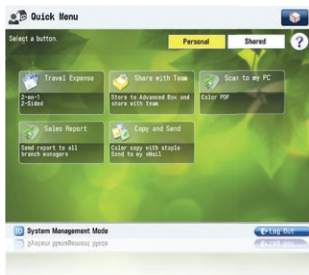 Quick Menu
Select a button.
Personal
Shared
?
Travel Expense
2-on-1
2-Sided
Share with Team
Store to Advanced Box and
share with team
Scan to my PC
Color PDF
Sales Report
Send report to all
branch managers
Copy and Send
Color copy with staple
Send to my eMail
ID System Management Mode
Log Out